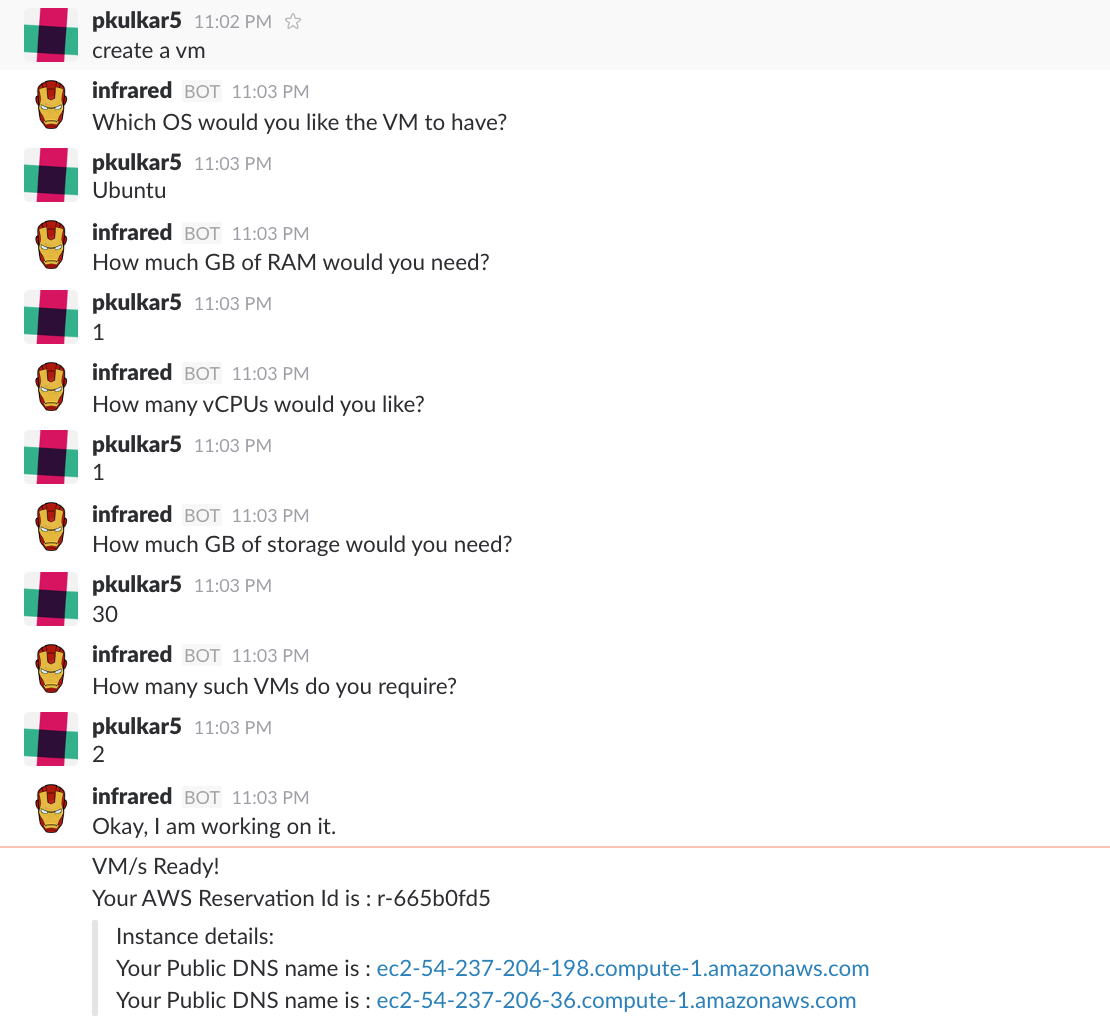 pkulkar5 11:02 PM
create a vm
infrared BOT 11:03 PM
Which OS would you like the VM to have?
pkulkar5 11:03 PM
Ubuntu
infrared BOT 11:03 PM
How much GB of RAM would you need?
pkulkar5 11:03 PM
1
infrared BOT 11:03 PM
How many vCPUs would you like?
pkulkar5 11:03 PM
1
infrared BOT 11:03 PM
How much GB of storage would you need?
pkulkar5 11:03 PM
30
infrared BOT 11:03 PM
How many such VMs do you require?
pkulkar5 11:03 PM
2
infrared BOT 11:03 PM
Okay, I am working on it.
VM/s Ready!
Your AWS Reservation Id is : r-665b0fd5
Instance details:
Your Public DNS name is : ec2-54-237-204-198.compute-1.amazonaws.com
Your Public DNS name is : ec2-54-237-206-36.compute-1.amazonaws.com